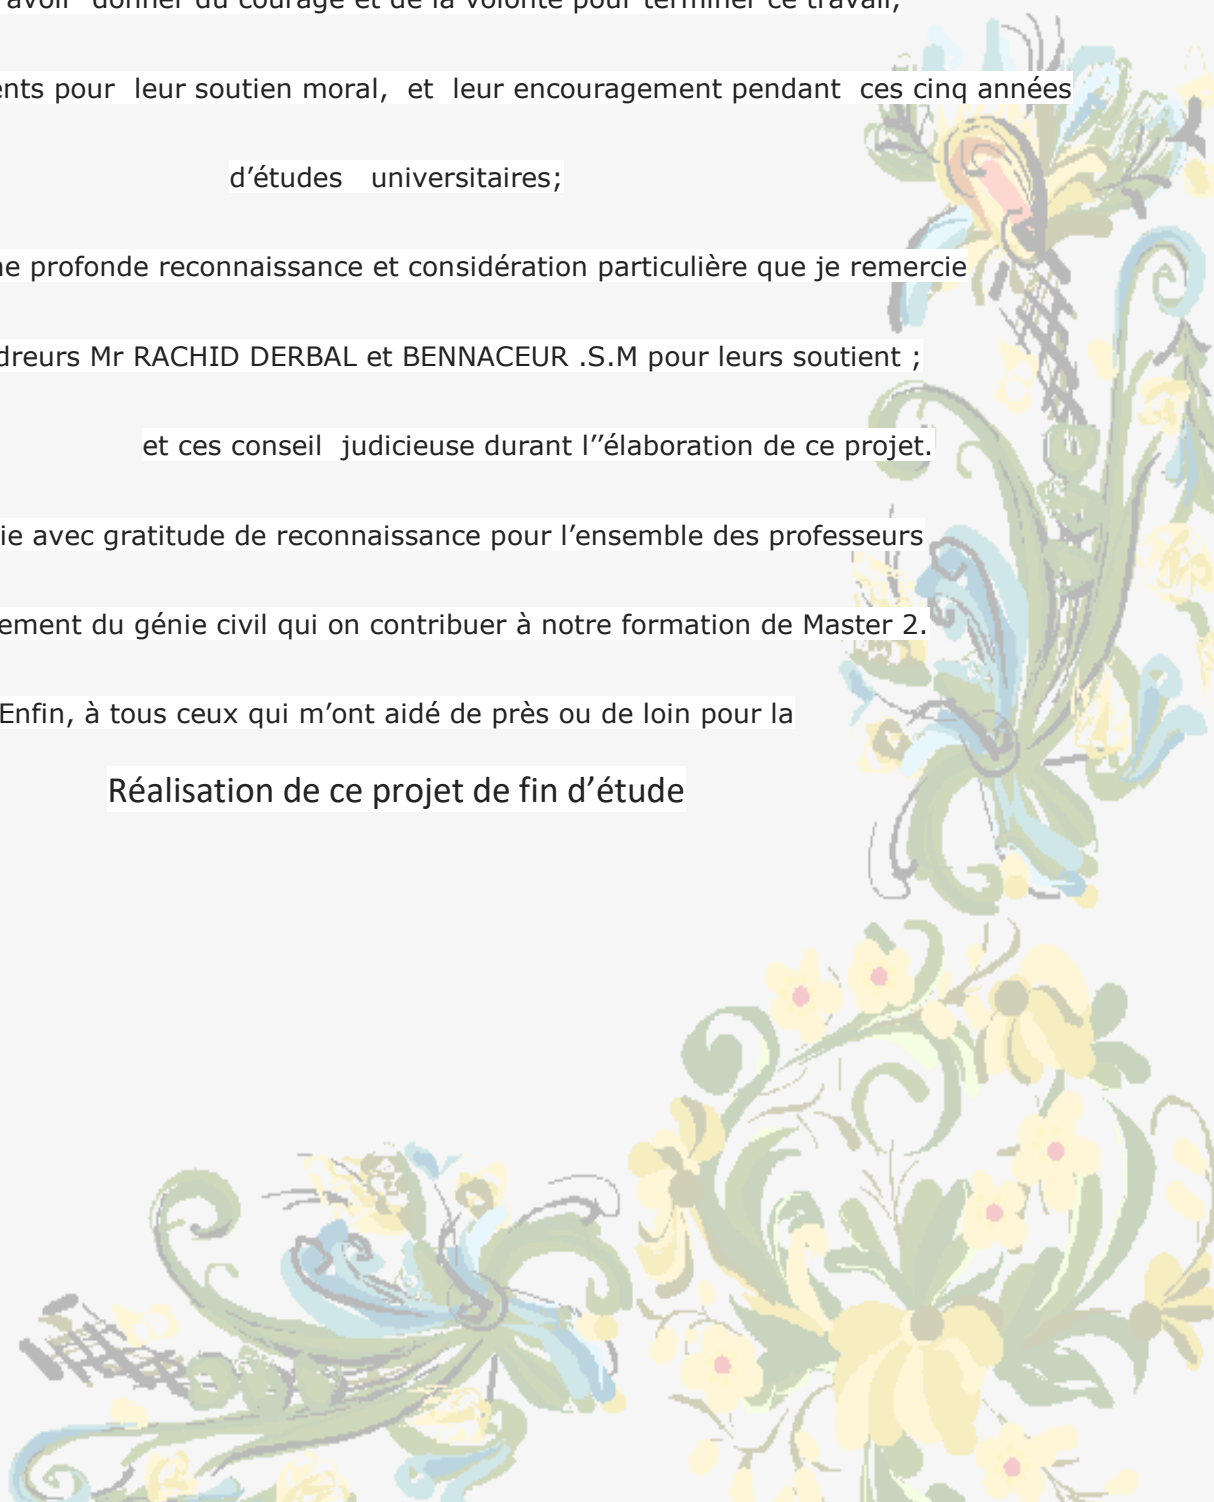 avoir donner du courage et de la volonté pour terminer ce travail,
ents pour leur soutien moral, et leur encouragement pendant ces cinq années
d’études universitaires;
ne profonde reconnaissance et considération particulière que je remercie
dreurs Mr RACHID DERBAL et BENNACEUR .S.M pour leurs soutient ;
et ces conseil judicieuse durant l’’élaboration de ce projet.
ie avec gratitude de reconnaissance pour l’ensemble des professeurs
ement du génie civil qui on contribuer à notre formation de Master 2.
Enfin, à tous ceux qui m’ont aidé de près ou de loin pour la
Réalisation de ce projet de fin d’étude